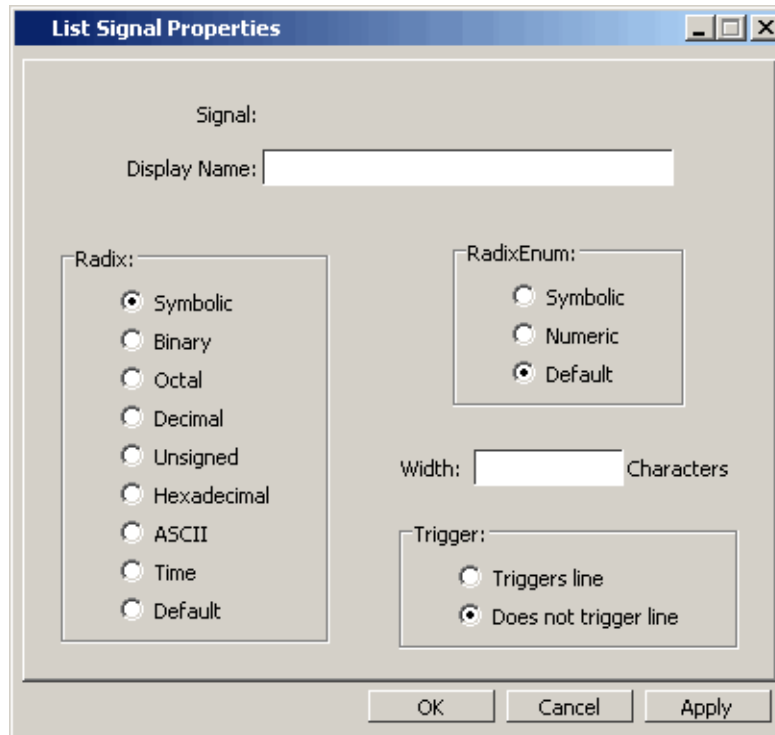 List Signal Properties
Signal:
Display Name:
Radix:
Symbolic
Binary
Octal
Decimal
Unsigned
Hexadecimal
ASCII
Time
Default
RadixEnum:
Symbolic
Numeric
Default
Width: Characters
Trigger:
Triggers line
Does not trigger line
OK Cancel Apply